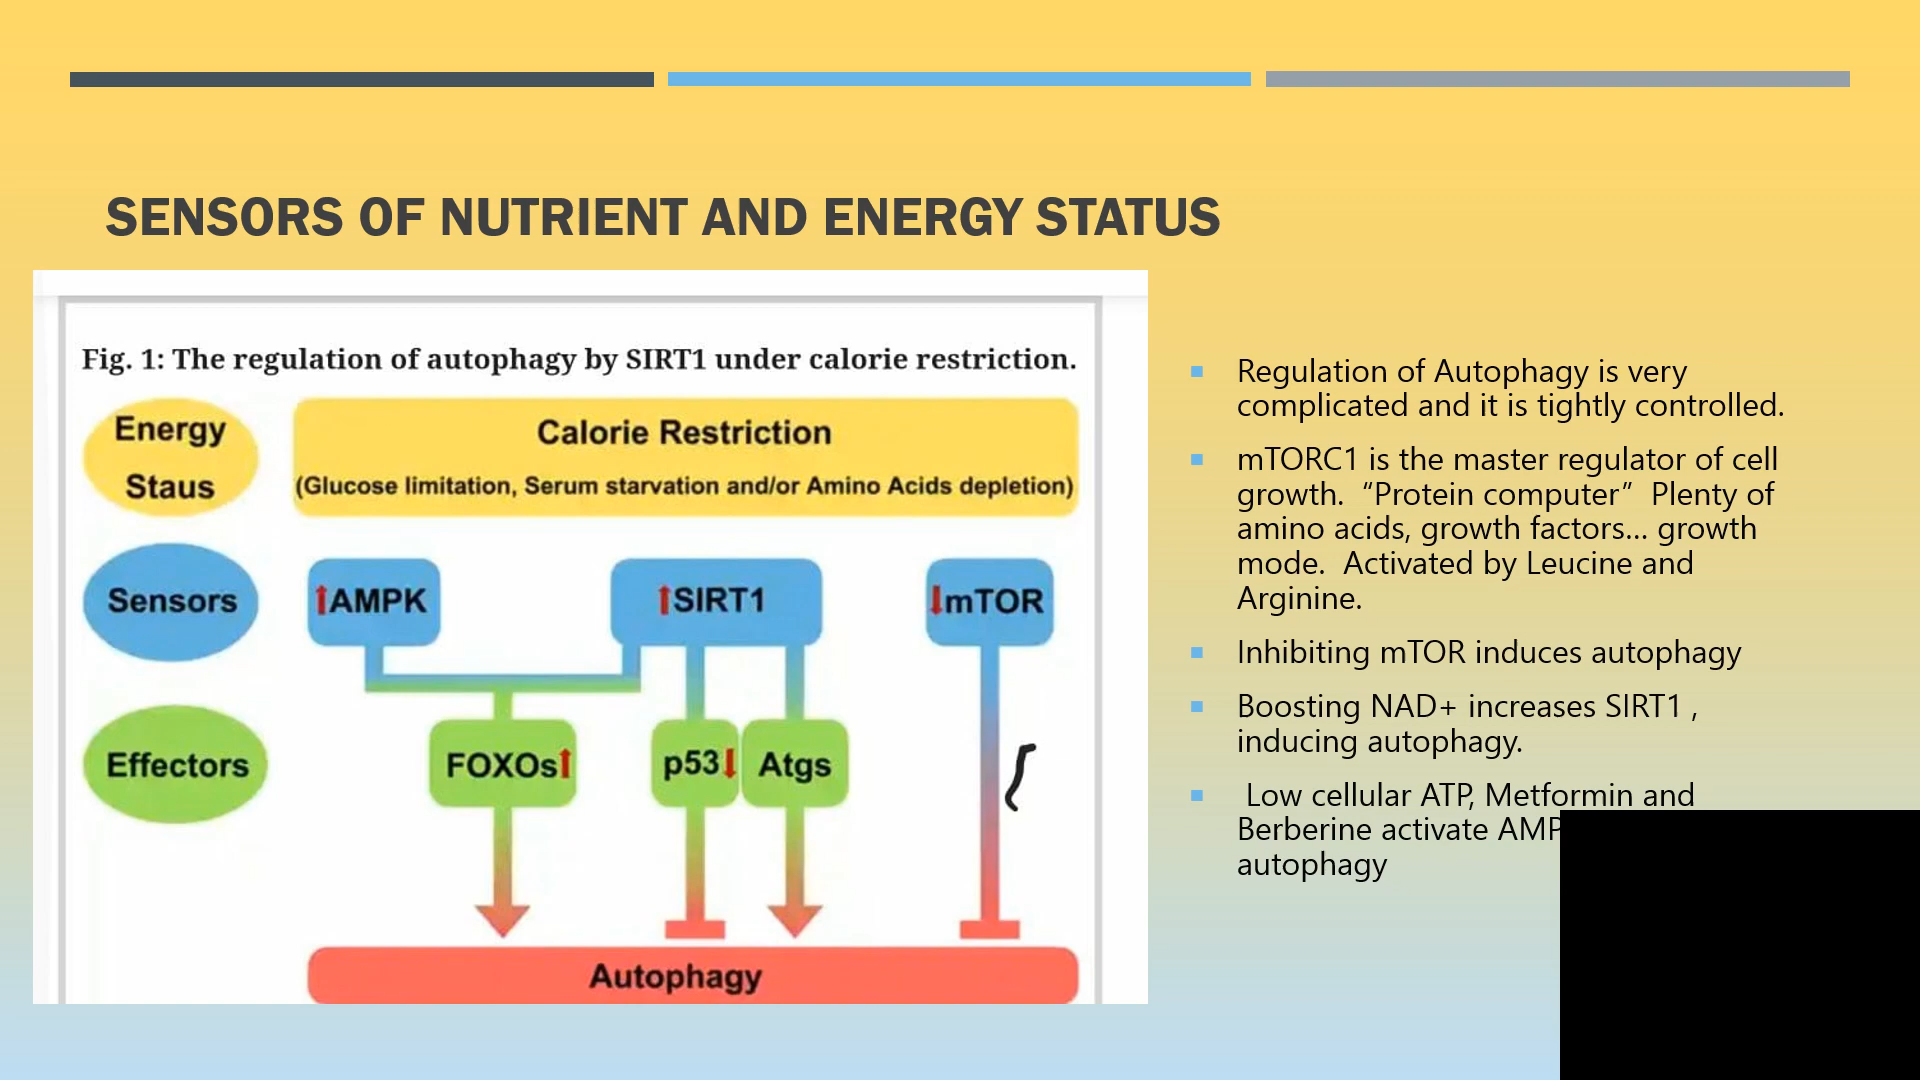 SENSORS OF NUTRIENT AND ENERGY STATUS
Fig. 1: The regulation of autophagy by SIRT1 under calorie restriction.
Energy
Staus
Calorie Restriction
(Glucose limitation, Serum starvation and/or Amino Acids depletion)
Sensors
↑AMPK
↑SIRT1
↓mTOR
Effectors
FOXOs↑
p53↓
Atgs
Autophagy
Regulation of Autophagy is very
complicated and it is tightly controlled.
mTORC1 is the master regulator of cell
growth. “Protein computer” Plenty of
amino acids, growth factors... growth
mode. Activated by Leucine and
Arginine.
Inhibiting mTOR induces autophagy
Boosting NAD+ increases SIRT1 ,
inducing autophagy.
Low cellular ATP, Metformin and
Berberine activate
autophagy